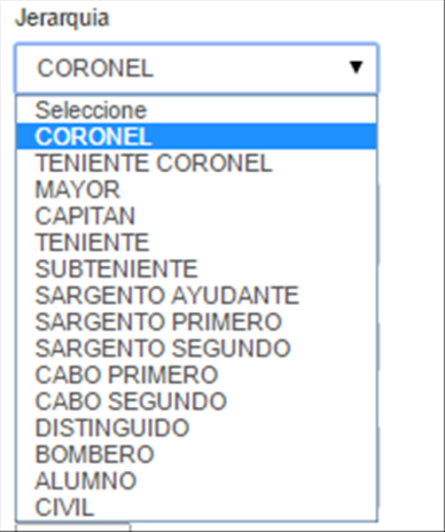 Jerarquia
CORONEL
Seleccione
CORONEL
TENIENTE CORONEL
MAYOR
CAPITAN
TENIENTE
SUBTENIENTE
SARGENTO AYUDANTE
SARGENTO PRIMERO
SARGENTO SEGUNDO
CABO PRIMERO
CABO SEGUNDO
DISTINGUIDO
BOMBERO
ALUMNO
CIVIL